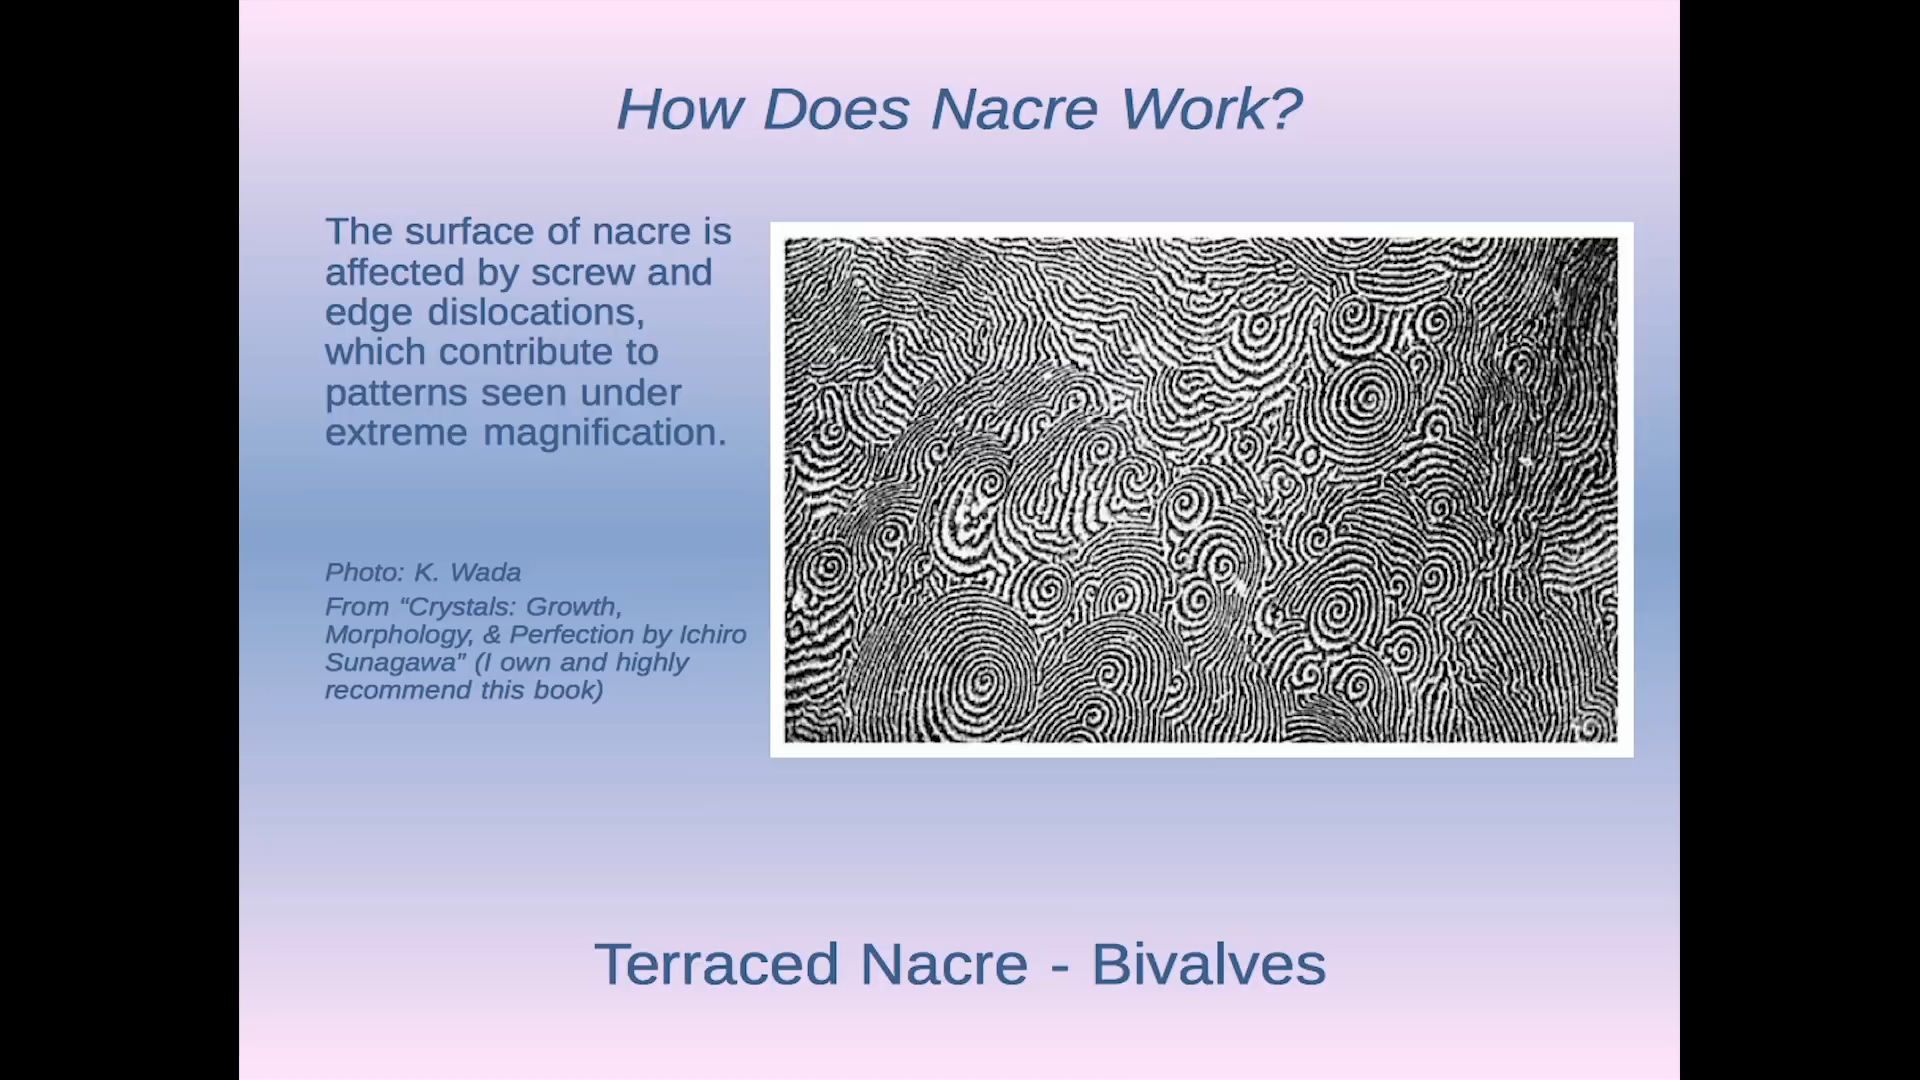 How Does Nacre Work?
The surface of nacre is
affected by screw and
edge dislocations,
which contribute to
patterns seen under
extreme magnification.
Photo: K. Wada
From “Crystals: Growth,
Morphology, & Perfection by Ichiro
Sunagawa” (I own and highly
recommend this book)
Terraced Nacre - Bivalves